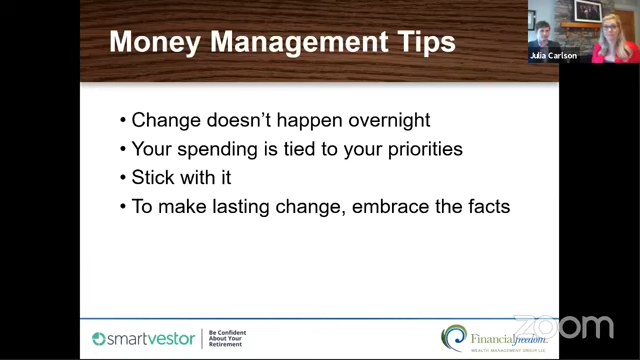 Money Management Tips
Julia Carlson
• Change doesn't happen overnight
• Your spending is tied to your priorities
• Stick with it
• To make lasting change, embrace the facts
smartvestor
Be Confident
About Your
Retirement
Financial freedom
WEALTH MANAGEMENT GROUP LLC
zoom